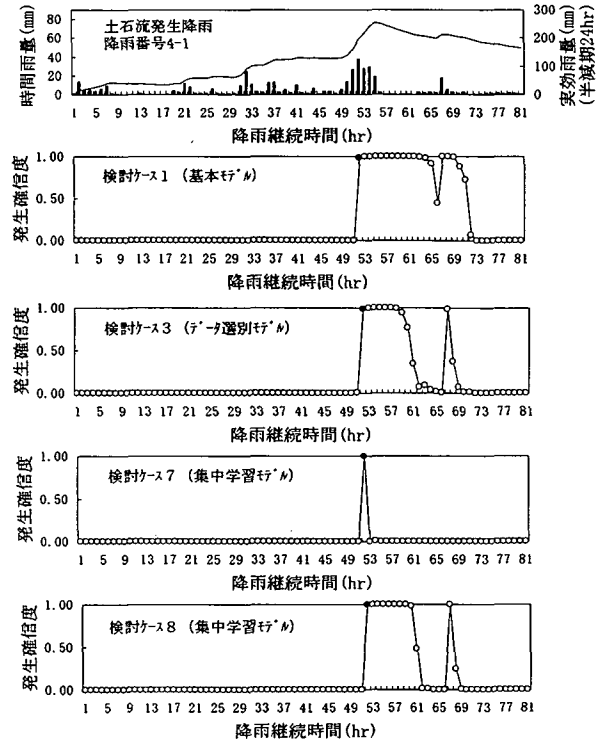 時間雨量(mm)
80
60
40
20
0
土石流発生降雨
降雨番号4-1
300
200
100
0
実効雨量(mm)
(半減期24hr)
1 5 9 13 17 21 25 29 33 37 41 45 49 53 57 61 65 69 73 77 81
降雨継続時間(hr)
発生確信度
1.00
0.50
0.00
検討ケース1 (基本モデル)
1 5 9 13 17 21 25 29 33 37 41 45 49 53 57 61 65 69 73 77 81
降雨継続時間(hr)
発生確信度
1.00
0.50
0.00
検討ケース3 (データ選別モデル)
1 5 9 13 17 21 25 29 33 37 41 45 49 53 57 61 65 69 73 77 81
降雨継続時間(hr)
発生確信度
1.00
0.50
0.00
検討ケース7 (集中学習モデル)
1 5 9 13 17 21 25 29 33 37 41 45 49 53 57 61 65 69 73 77 81
降雨継続時間(hr)
発生確信度
1.00
0.50
0.00
検討ケース8 (集中学習モデル)
1 5 9 13 17 21 25 29 33 37 41 45 49 53 57 61 65 69 73 77 81
降雨継続時間(hr)